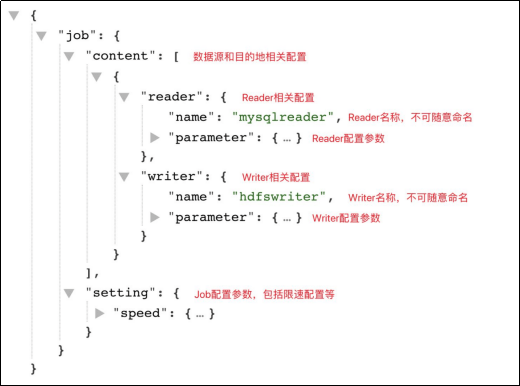 {
"job": {
"content": [ 数据源和目的地相关配置
{
"reader": { Reader相关配置
"name": "mysqlreader", Reader名称，不可随意命名
"parameter": { … } Reader配置参数
},
"writer": { Writer相关配置
"name": "hdfswriter", Writer名称，不可随意命名
"parameter": { … } Writer配置参数
}
}
],
"setting": { Job配置参数，包括限速配置等
"speed": { … }
}
}
}